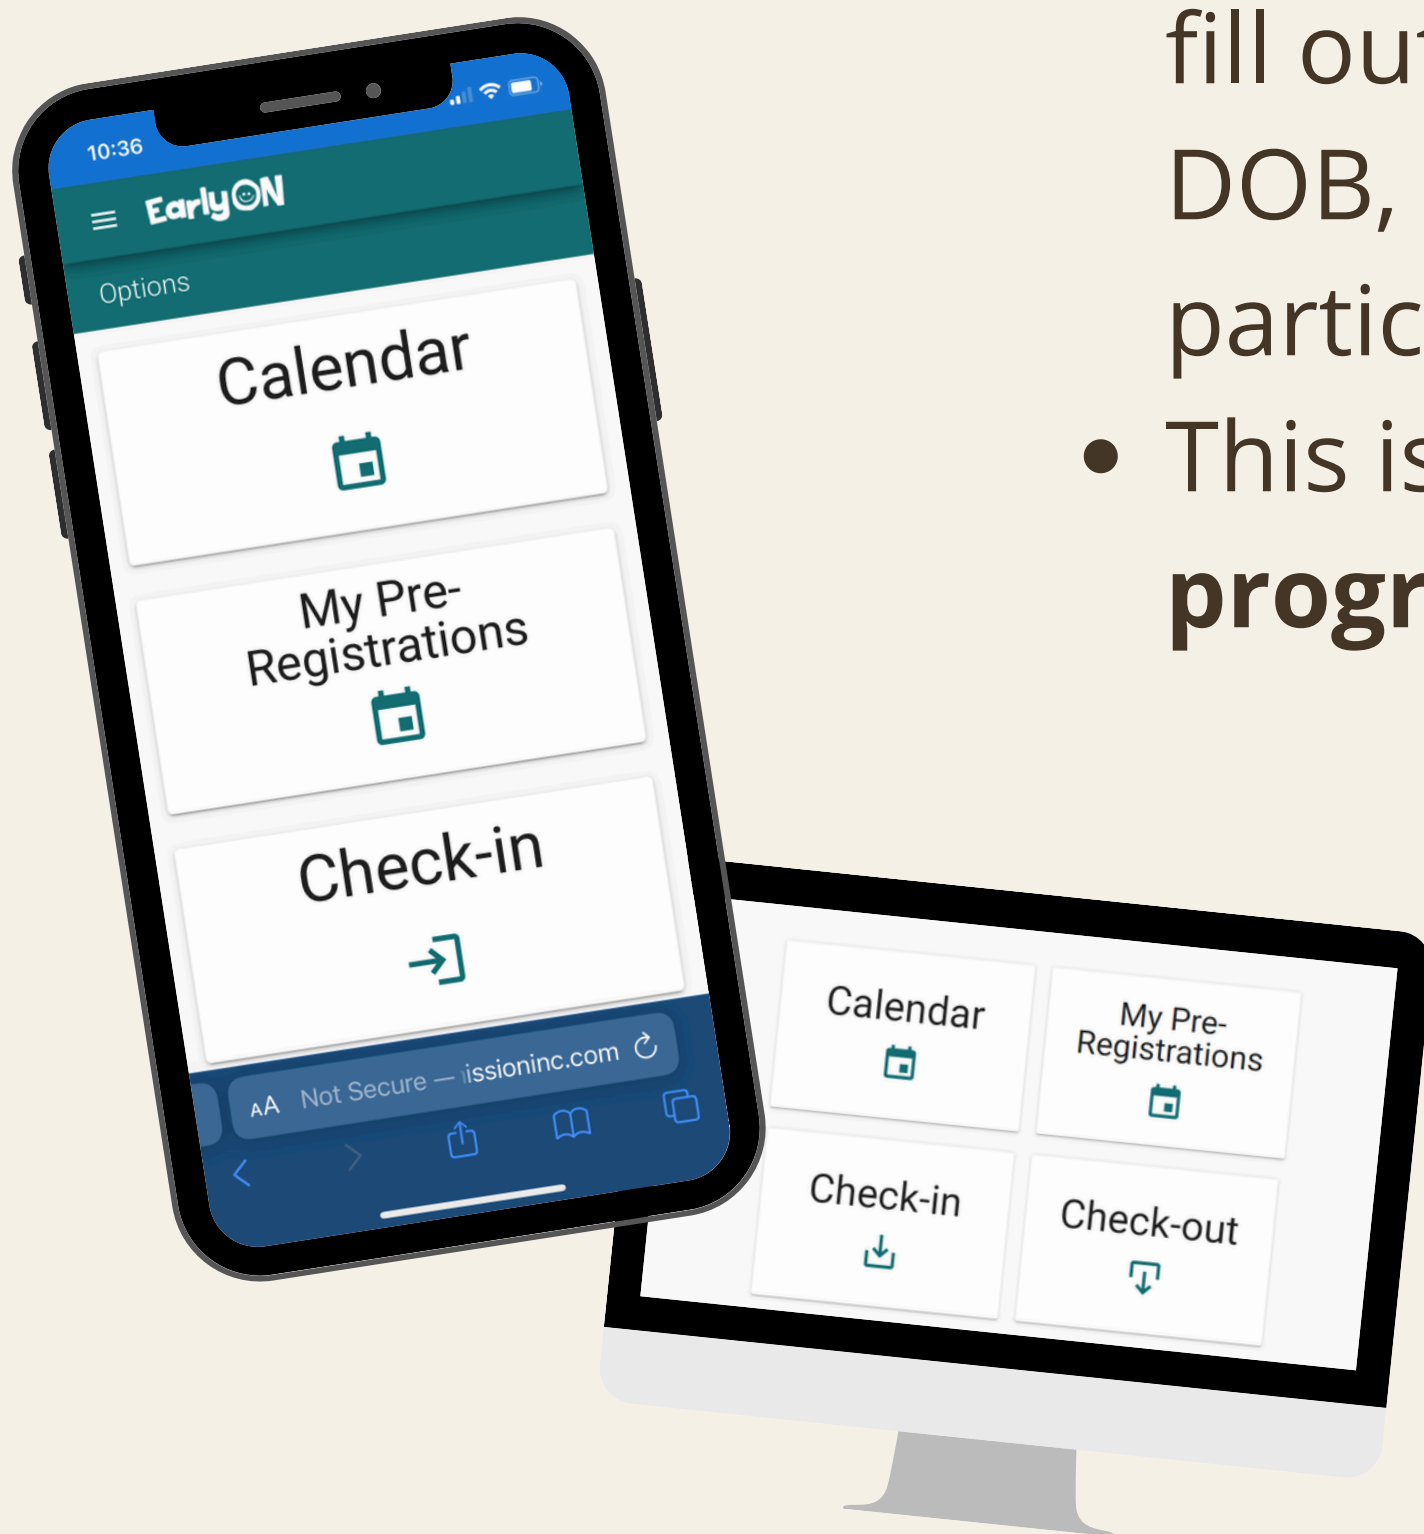 10:36
EarlyON
Options
Calendar
My Pre-
Registrations
Check-in
AA Not Secure — issioninc.com
fill out
DOB,
partic
• This is
progr
Calendar
My Pre-
Registrations
Check-in
Check-out